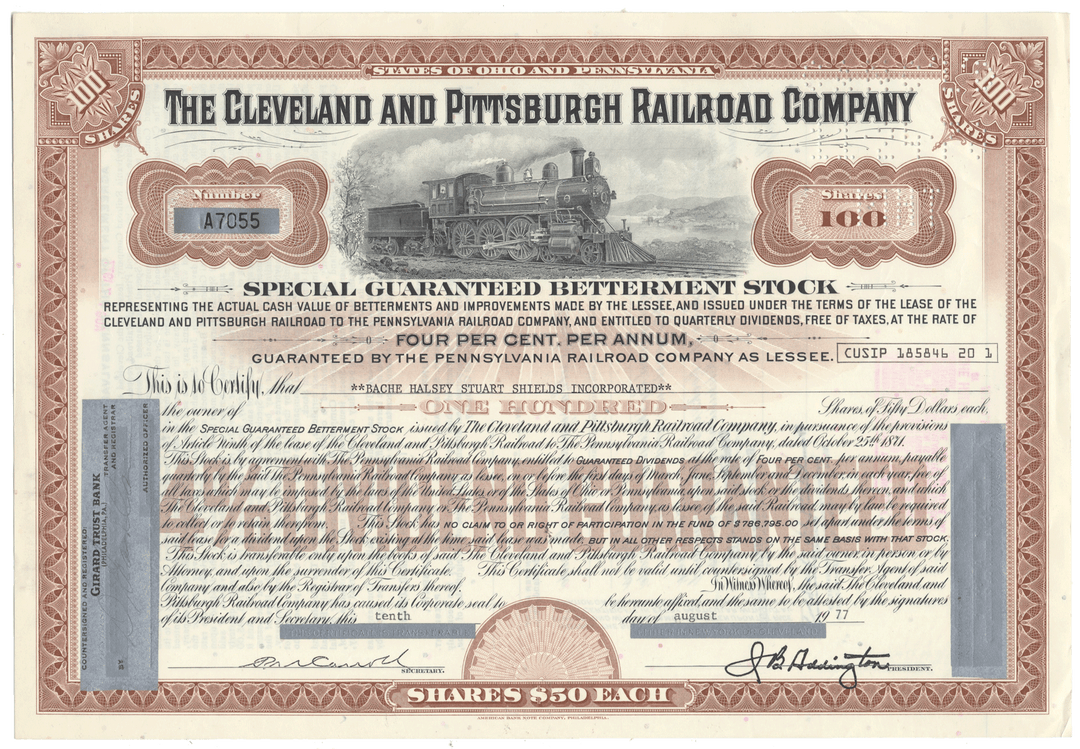 STATES OF OHIO AND PENNSYLVANIA
100
SHARES
100
SHARES
THE CLEVELAND AND PITTSBURGH RAILROAD COMPANY
Number
A7055
Shares
100
SPECIAL GUARANTEED BETTERMENT STOCK
REPRESENTING THE ACTUAL CASH VALUE OF BETTERMENTS AND IMPROVEMENTS MADE BY THE LESSEE, AND ISSUED UNDER THE TERMS OF THE LEASE OF THE
CLEVELAND AND PITTSBURGH RAILROAD TO THE PENNSYLVANIA RAILROAD COMPANY, AND ENTITLED TO QUARTERLY DIVIDENDS, FREE OF TAXES, AT THE RATE OF
FOUR PER CENT. PER ANNUM,
GUARANTEED BY THE PENNSYLVANIA RAILROAD COMPANY AS LESSEE.
CUSIP 185846 20 1
This is to Certify, that **BACHE HALSEY STUART SHIELDS INCORPORATED**
the owner of ONE HUNDRED Shares, of Fifty Dollars each,
in the SPECIAL GUARANTEED BETTERMENT STOCK issued by The Cleveland and Pittsburgh Railroad Company, in pursuance of the provisions
of Article Ninth of the lease of the Cleveland and Pittsburgh Railroad to The Pennsylvania Railroad Company, dated October 25th 1871.
This Stock is by agreement with The Pennsylvania Railroad Company, entitled to GUARANTEED DIVIDENDS at the rate of FOUR PER CENT. per annum, payable
quarterly by the said The Pennsylvania Railroad Company as lessee, on or before the first days of March, June, September and December, in each year, free of
all taxes which may be imposed by the laws of the United States, or of the States of Ohio or Pennsylvania, upon said stock or the dividends thereon, and which
The Cleveland and Pittsburgh Railroad Company or The Pennsylvania Railroad Company as lessee, of the said Railroad may by law be required
to collect or retain therefrom. This Stock has NO CLAIM TO OR RIGHT OF PARTICIPATION IN THE FUND OF $786,795.00 set apart under the terms of
said lease for a dividend upon the Stock existing at the time said lease was made, BUT IN ALL OTHER RESPECTS STANDS ON THE SAME BASIS WITH THAT STOCK.
This Stock is transferable only upon the books of said The Cleveland and Pittsburgh Railroad Company by the said owner in person or by
Attorney, and upon the surrender of this Certificate. This Certificate shall not be valid until countersigned by the Transfer Agent of said
Company and also by the Registrar of Transfers thereof. In Witness Whereof, the said The Cleveland and
Pittsburgh Railroad Company has caused its Corporate seal to be hereunto affixed, and the same to be attested by the signatures
of its President and Secretary, this tenth day of august 1977
SECRETARY.
J B Addington PRESIDENT.
COUNTERSIGNED AND REGISTERED:
GIRARD TRUST BANK
(PHILADELPHIA, PA.)
TRANSFER AGENT
AND REGISTRAR
BY
AUTHORIZED OFFICER
SHARES $50 EACH
AMERICAN BANK NOTE COMPANY, PHILADELPHIA.